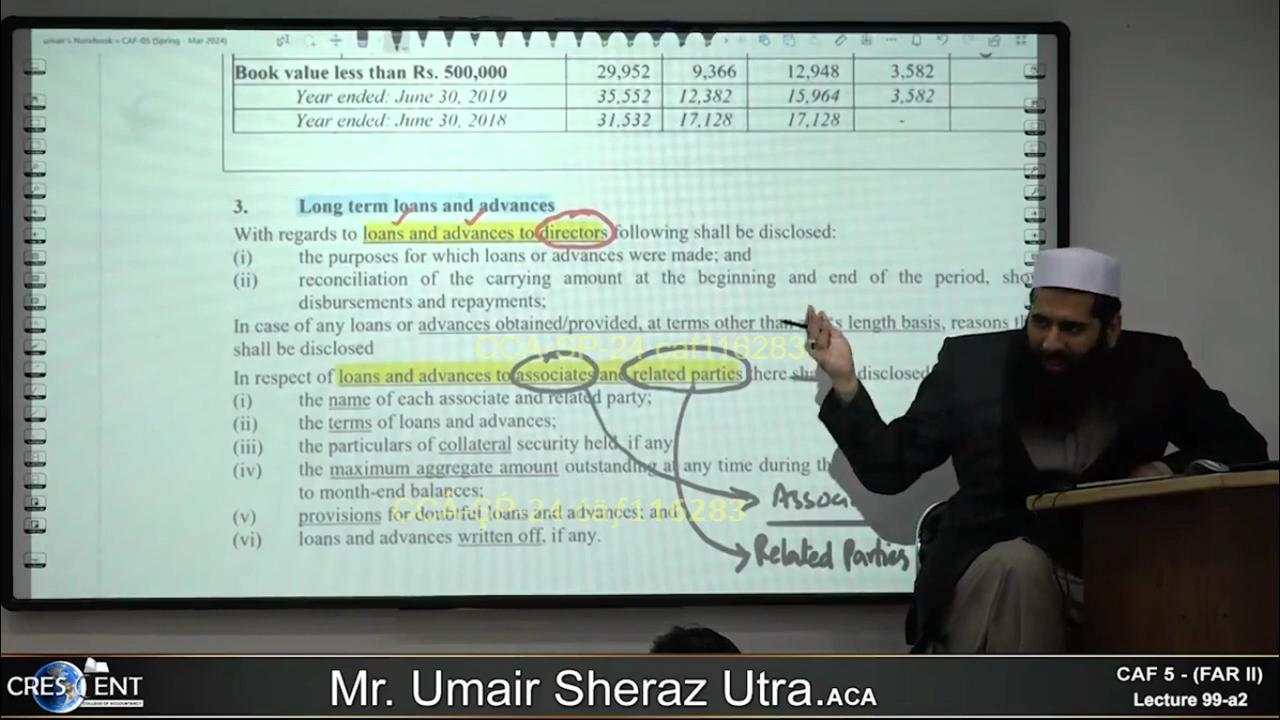 umair's Notebook » CAF-05 (Spring - Mar 2024)
Book value less than Rs. 500,000 29,952 9,366 12,948 3,582
Year ended: June 30, 2019 35,552 12,382 15,964 3,582
Year ended: June 30, 2018 31,532 17,128 17,128 -
3. Long term loans and advances
With regards to loans and advances to directors following shall be disclosed:
(i) the purposes for which loans or advances were made; and
(ii) reconciliation of the carrying amount at the beginning and end of the period,
disbursements and repayments;
In case of any loans or advances obtained/provided, at terms other than length basis, reasons
shall be disclosed
CCA-SP-24-caf116283
In respect of loans and advances to associates and related parties there disclosed
(i) the name of each associate and related party;
(ii) the terms of loans and advances;
(iii) the particulars of collateral security held, if any
(iv) the maximum aggregate amount outstanding at any time during
to month-end balances;
Related Parties
(v) provisions for doubtful loans and advances; and
(vi) loans and advances written off, if any.
CRESCENT
COLLEGE OF ACCOUNTANCY
Mr. Umair Sheraz Utra.ACA
CAF 5 - (FAR II)
Lecture 99-a2